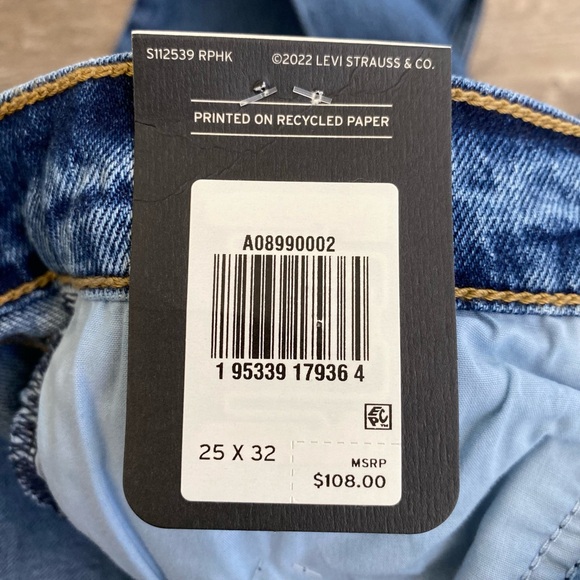 S112539 RPHK ©2022 LEVI STRAUSS & CO.
PRINTED ON RECYCLED PAPER
A08990002
1 95339 17936 4
EPC™
25 X 32
MSRP
$108.00